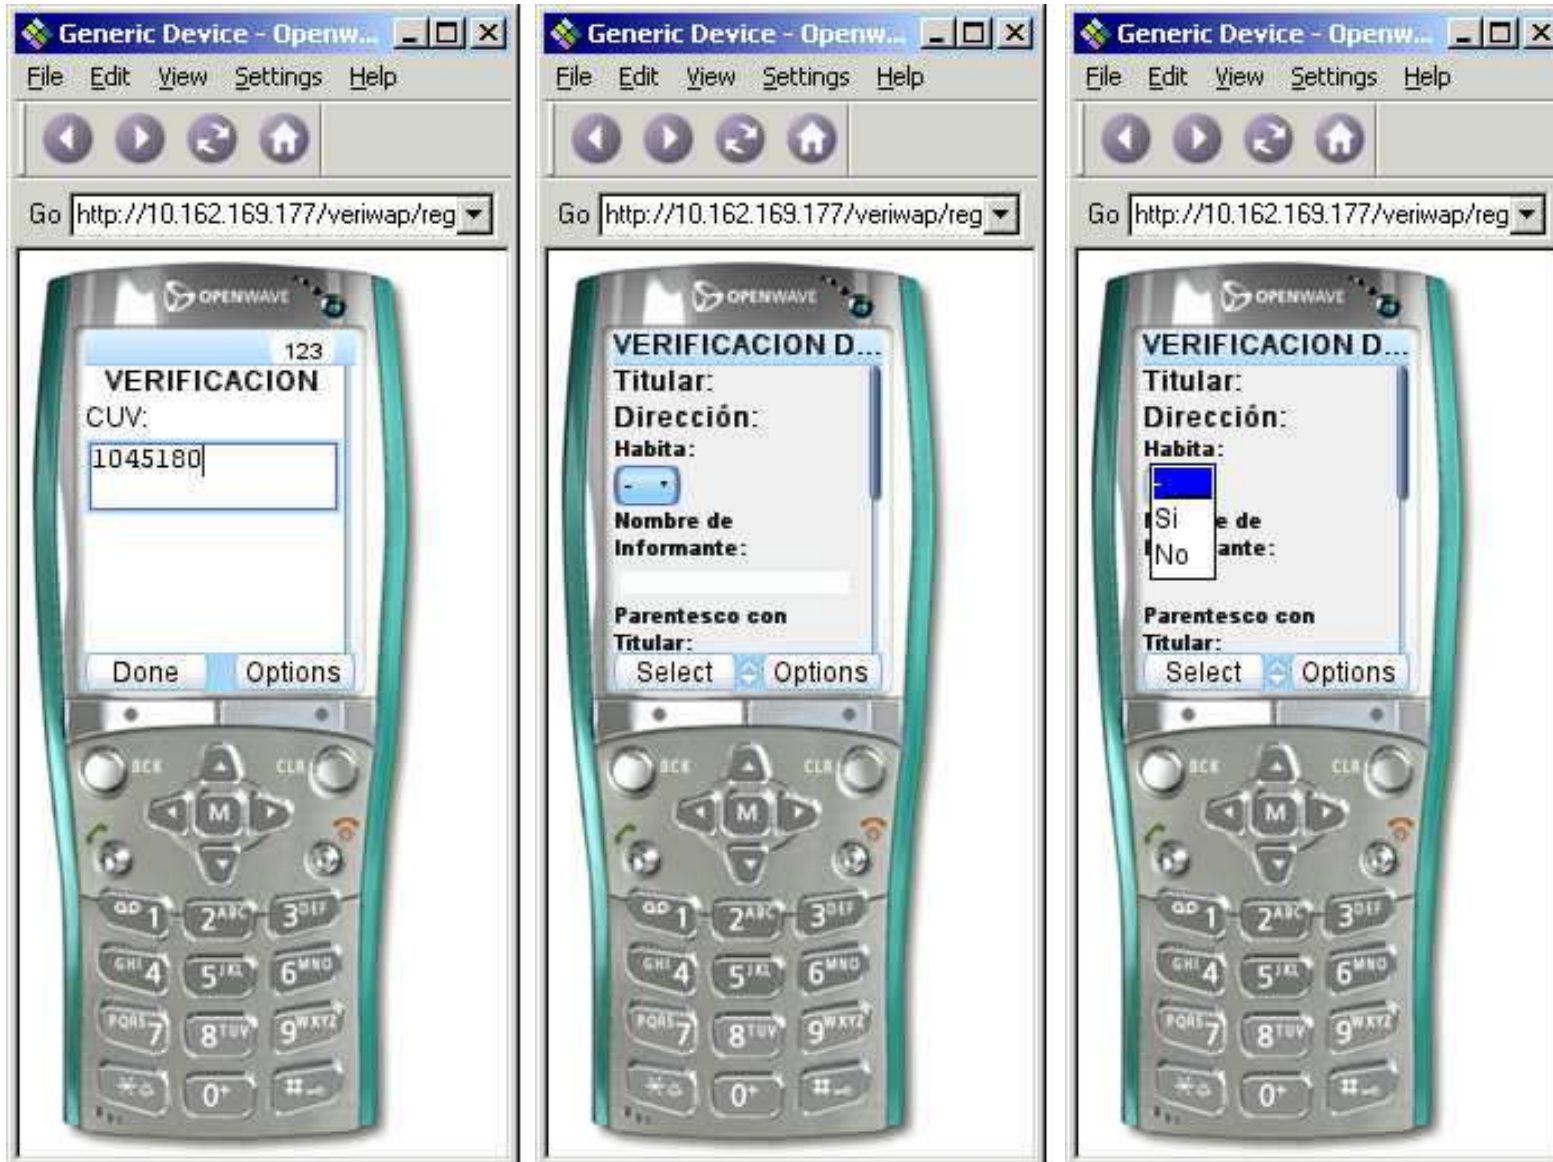 Generic Device - Openw...
File Edit View Settings Help
Go http://10.162.169.177/veriwap/reg
OPENWAVE
123
VERIFICACION
CUV:
1045180
Done Options
BCK CLR
M
1 2ABC 3DEF
GHI4 5JKL 6MNO
PQRS7 8TUV 9WXYZ
0+ #
Generic Device - Openw...
File Edit View Settings Help
Go http://10.162.169.177/veriwap/reg
OPENWAVE
VERIFICACION D...
Titular:
Dirección:
Habita:
-
Nombre de
Informante:
Parentesco con
Titular:
Select Options
BCK CLR
M
1 2ABC 3DEF
GHI4 5JKL 6MNO
PQRS7 8TUV 9WXYZ
0+ #
Generic Device - Openw...
File Edit View Settings Help
Go http://10.162.169.177/veriwap/reg
OPENWAVE
VERIFICACION D...
Titular:
Dirección:
Habita:
-
Si e de
No ante:
Parentesco con
Titular:
Select Options
BCK CLR
M
1 2ABC 3DEF
GHI4 5JKL 6MNO
PQRS7 8TUV 9WXYZ
0+ #